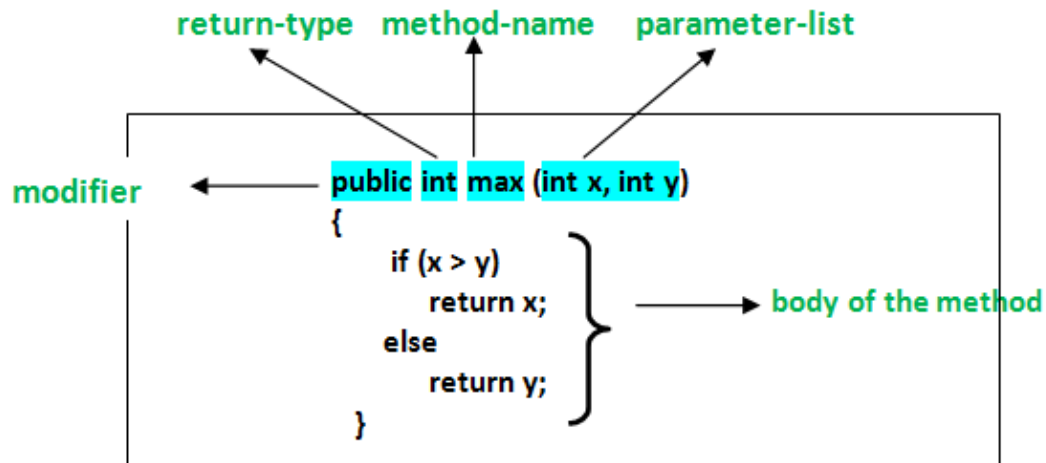 return-type method-name parameter-list
modifier
public int max (int x, int y)
{
if (x > y)
return x;
else
return y;
}
body of the method